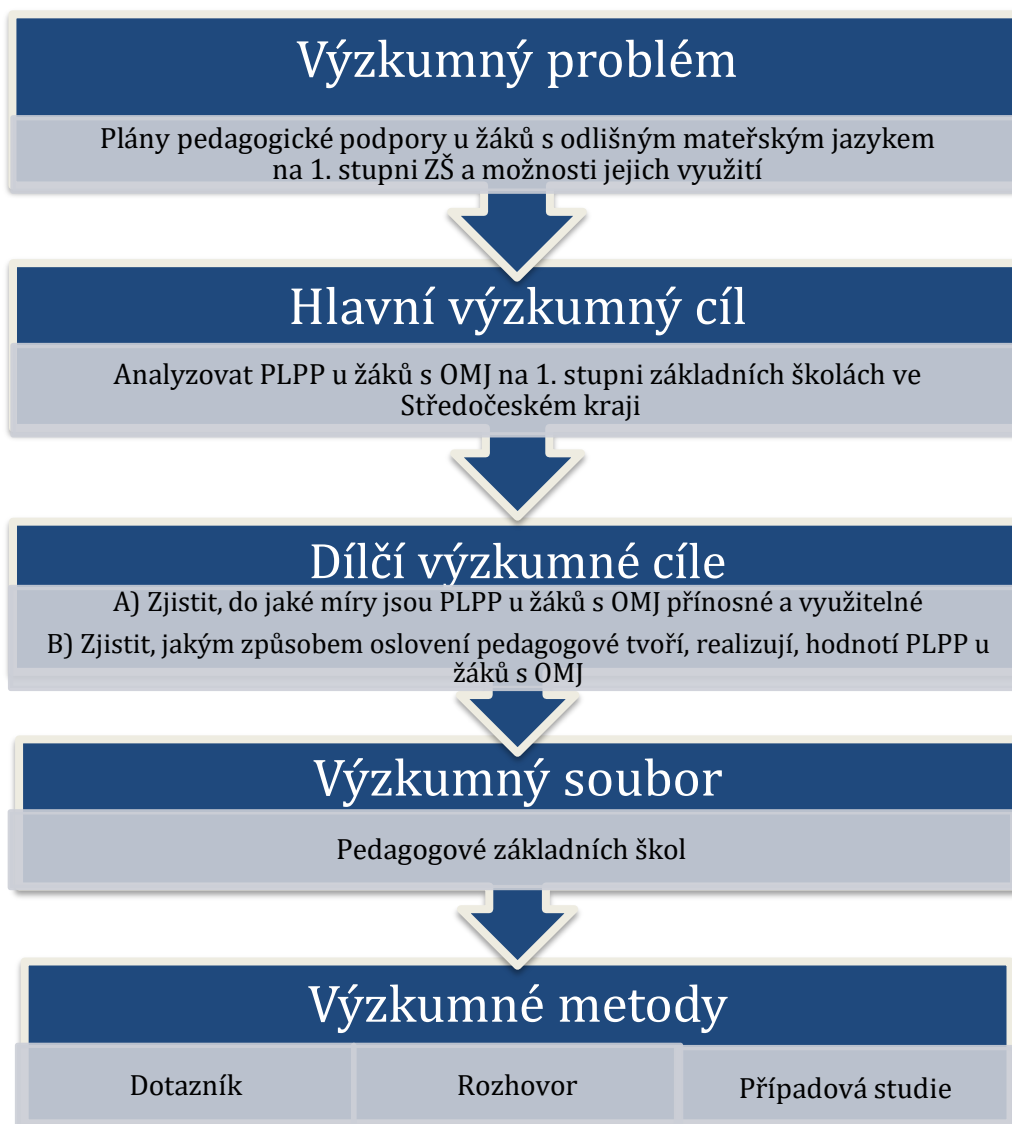 Výzkumný problém
Plány pedagogické podpory u žáků s odlišným mateřským jazykem
na 1. stupni ZŠ a možnosti jejich využití
Hlavní výzkumný cíl
Analyzovat PLPP u žáků s OMJ na 1. stupni základních školách ve
Středočeském kraji
Dílčí výzkumné cíle
A) Zjistit, do jaké míry jsou PLPP u žáků s OMJ přínosné a využitelné
B) Zjistit, jakým způsobem oslovení pedagogové tvoří, realizují, hodnotí PLPP u
žáků s OMJ
Výzkumný soubor
Pedagogové základních škol
Výzkumné metody
Dotazník
Rozhovor
Případová studie